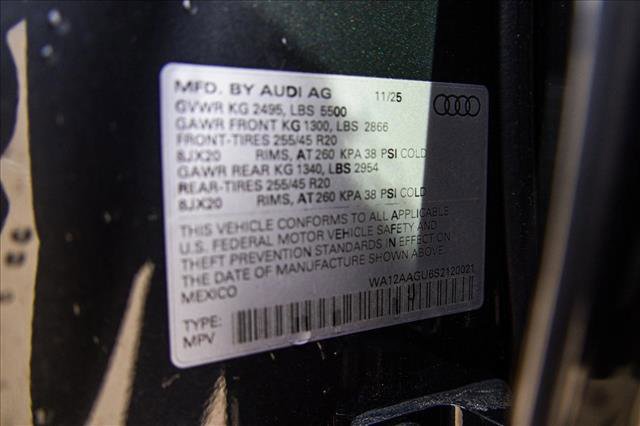 MFD. BY AUDI AG 11/25
GVWR KG 2495, LBS 5500
GAWR FRONT KG 1300, LBS 2866
FRONT-TIRES 255/45 R20
8JX20 RIMS, AT 260 KPA 38 PSI COLD
GAWR REAR KG 1340, LBS 2954
REAR-TIRES 255/45 R20
8JX20 RIMS, AT 260 KPA 38 PSI COLD
THIS VEHICLE CONFORMS TO ALL APPLICABLE
U.S. FEDERAL MOTOR VEHICLE SAFETY AND
THEFT PREVENTION STANDARDS IN EFFECT ON
THE DATE OF MANUFACTURE SHOWN ABOVE.
MEXICO
WA12AAGU6S2120021
TYPE:
MPV